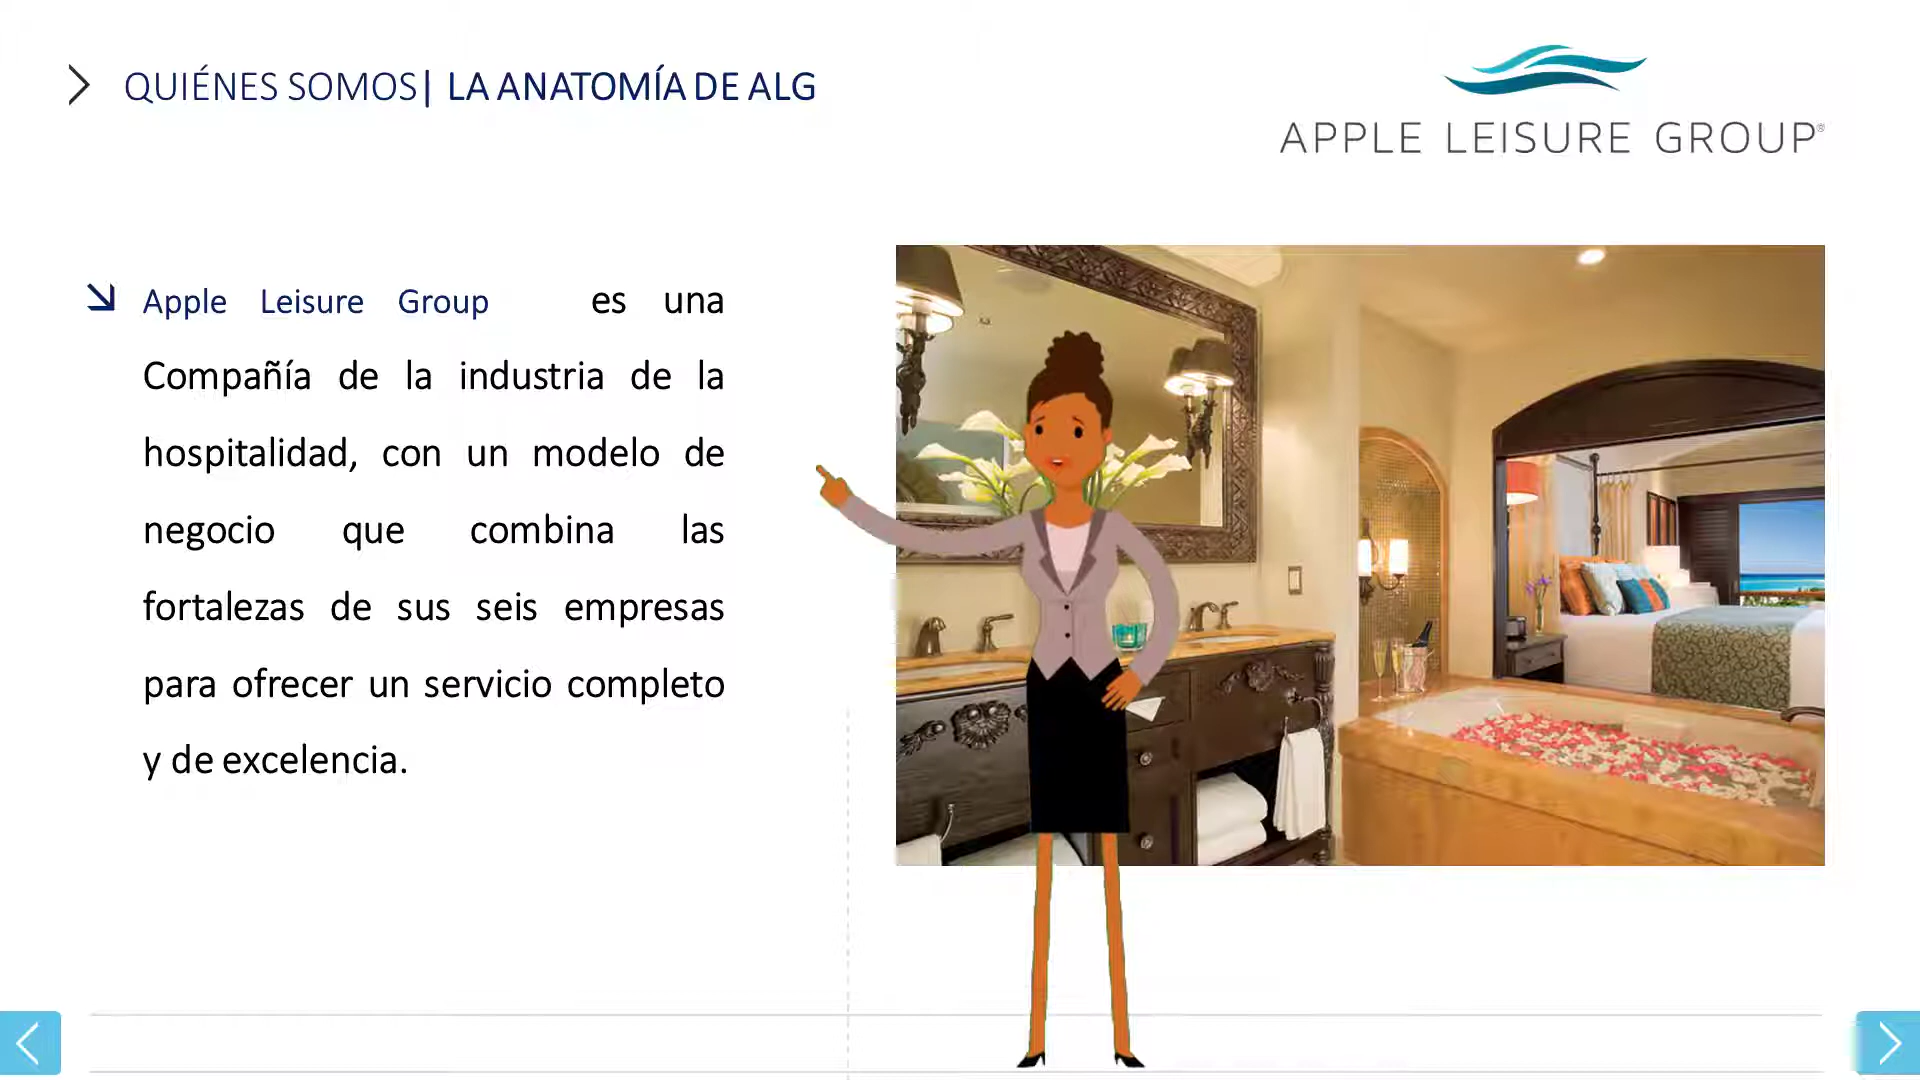 QUIÉNES SOMOS| LA ANATOMÍA DE ALG
APPLE LEISURE GROUP®
Apple Leisure Group es una
Compañía de la industria de la
hospitalidad, con un modelo de
negocio que combina las
fortalezas de sus seis empresas
para ofrecer un servicio completo
y de excelencia.